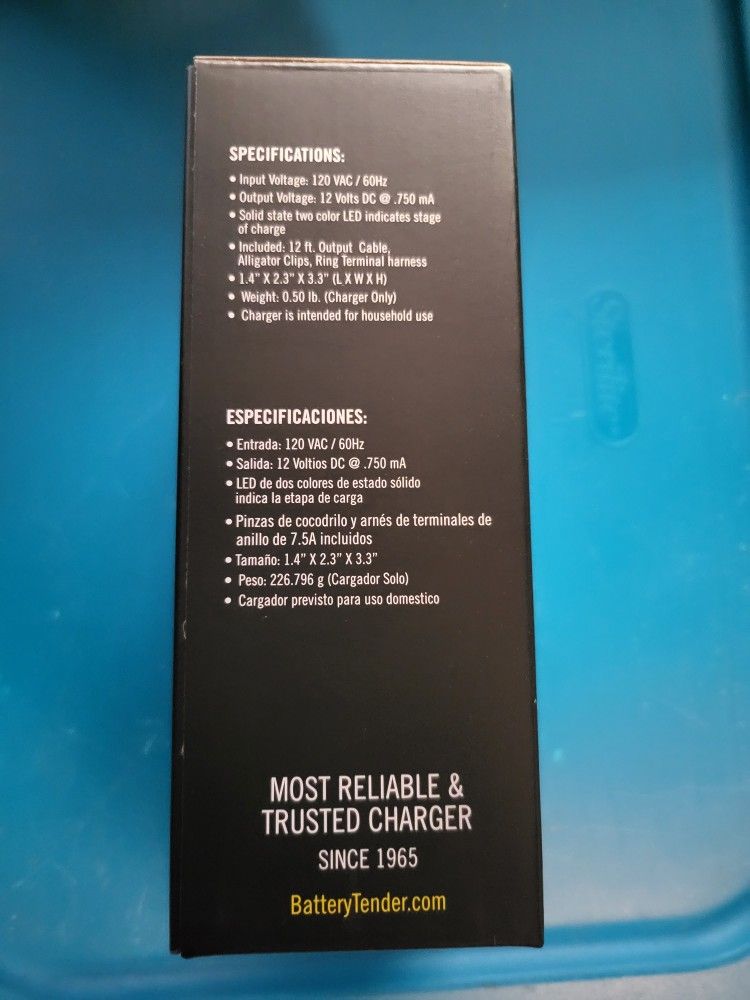 SPECIFICATIONS:
• Input Voltage: 120 VAC / 60Hz
• Output Voltage: 12 Volts DC @ .750 mA
• Solid state two color LED indicates stage
of charge
• Included: 12 ft. Output Cable,
Alligator Clips, Ring Terminal harness
• 1.4" X 2.3" X 3.3" (L X W X H)
• Weight: 0.50 lb. (Charger Only)
• Charger is intended for household use
ESPECIFICACIONES:
• Entrada: 120 VAC / 60Hz
• Salida: 12 Voltios DC @ .750 mA
• LED de dos colores de estado sólido
indica la etapa de carga
• Pinzas de cocodrilo y arnés de terminales de
anillo de 7.5A incluidos
• Tamaño: 1.4" X 2.3" X 3.3"
• Peso: 226.796 g (Cargador Solo)
• Cargador previsto para uso domestico
MOST RELIABLE &
TRUSTED CHARGER
SINCE 1965
BatteryTender.com